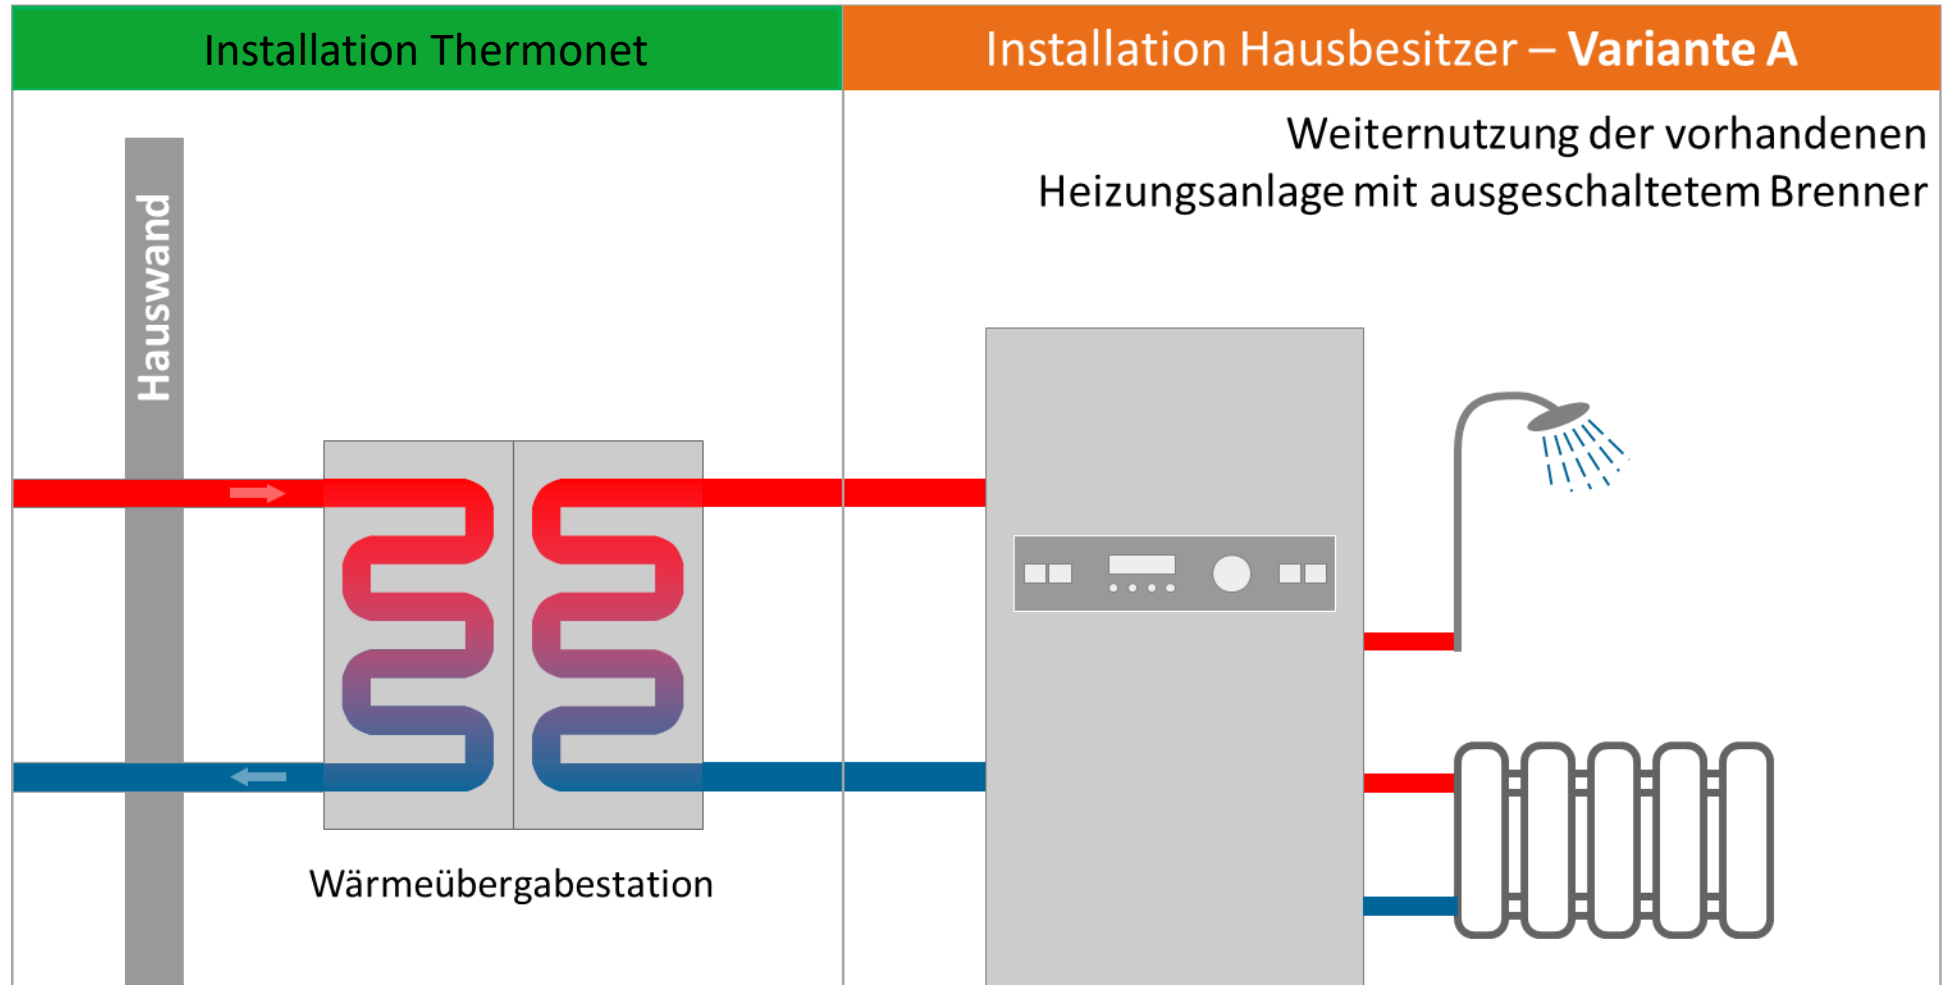 Installation Thermonet
Installation Hausbesitzer – Variante A
Weiternutzung der vorhandenen
Heizungsanlage mit ausgeschaltetem Brenner
Hauswand
Wärmeübergabestation